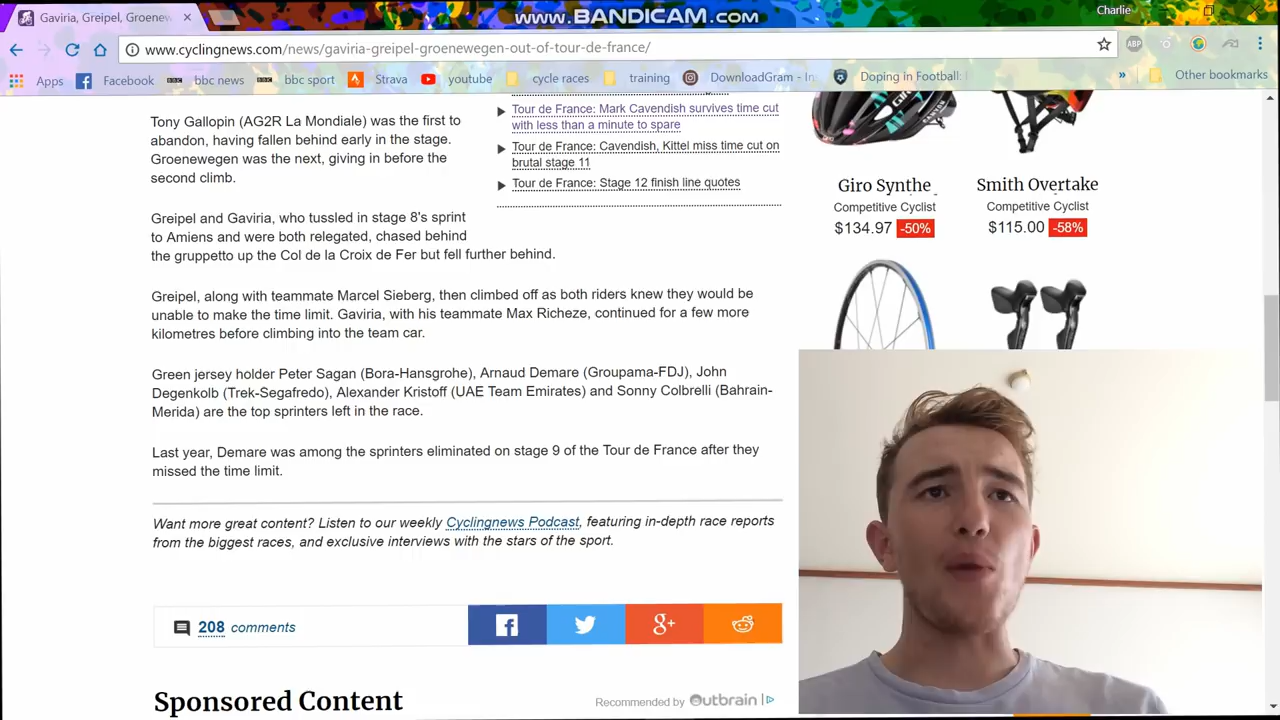 Gaviria, Greipel, Groenew
www.BANDICAM.com
Charlie
www.cyclingnews.com/news/gaviria-greipel-groenewegen-out-of-tour-de-france/
ABP
Apps
Facebook
BBC
bbc news
BBC
bbc sport
Strava
youtube
cycle races
training
DownloadGram - In
Doping in Football:
»
Other bookmarks
Tony Gallopin (AG2R La Mondiale) was the first to
abandon, having fallen behind early in the stage.
Groenewegen was the next, giving in before the
second climb.
Tour de France: Mark Cavendish survives time cut
with less than a minute to spare
Tour de France: Cavendish, Kittel miss time cut on
brutal stage 11
Tour de France: Stage 12 finish line quotes
Greipel and Gaviria, who tussled in stage 8's sprint
to Amiens and were both relegated, chased behind
the gruppetto up the Col de la Croix de Fer but fell further behind.
Greipel, along with teammate Marcel Sieberg, then climbed off as both riders knew they would be
unable to make the time limit. Gaviria, with his teammate Max Richeze, continued for a few more
kilometres before climbing into the team car.
Green jersey holder Peter Sagan (Bora-Hansgrohe), Arnaud Demare (Groupama-FDJ), John
Degenkolb (Trek-Segafredo), Alexander Kristoff (UAE Team Emirates) and Sonny Colbrelli (Bahrain-
Merida) are the top sprinters left in the race.
Last year, Demare was among the sprinters eliminated on stage 9 of the Tour de France after they
missed the time limit.
Want more great content? Listen to our weekly Cyclingnews Podcast, featuring in-depth race reports
from the biggest races, and exclusive interviews with the stars of the sport.
208 comments
Sponsored Content
Recommended by Outbrain
Giro Synthe
Competitive Cyclist
$134.97 -50%
Smith Overtake
Competitive Cyclist
$115.00 -58%